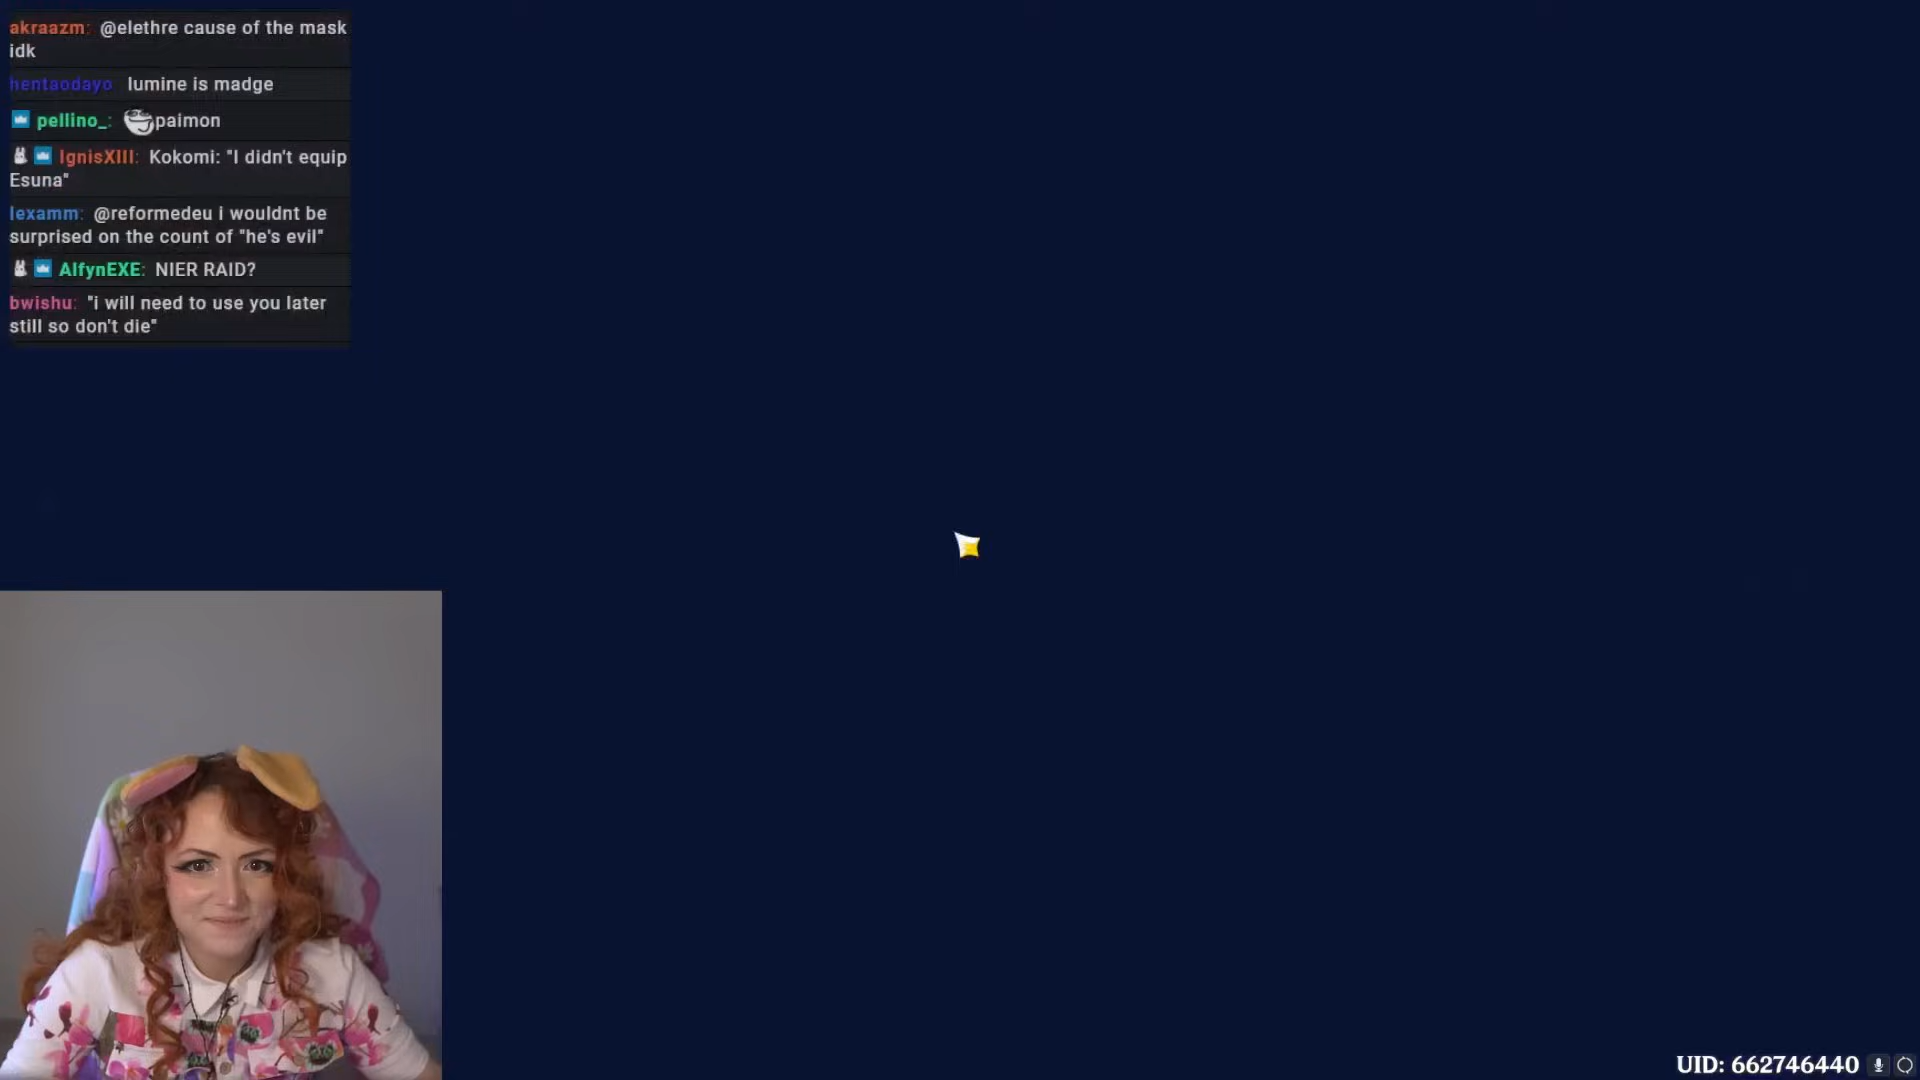 akraazm: @elethre cause of the mask
idk
hentaodayo lumine is madge
pellino_: paimon
IgnisXIII: Kokomi: "I didn't equip
Esuna"
lexamm: @reformedeu i wouldnt be
surprised on the count of "he's evil"
AlfynEXE: NIER RAID?
bwishu: "i will need to use you later
still so don't die"
UID: 662746440